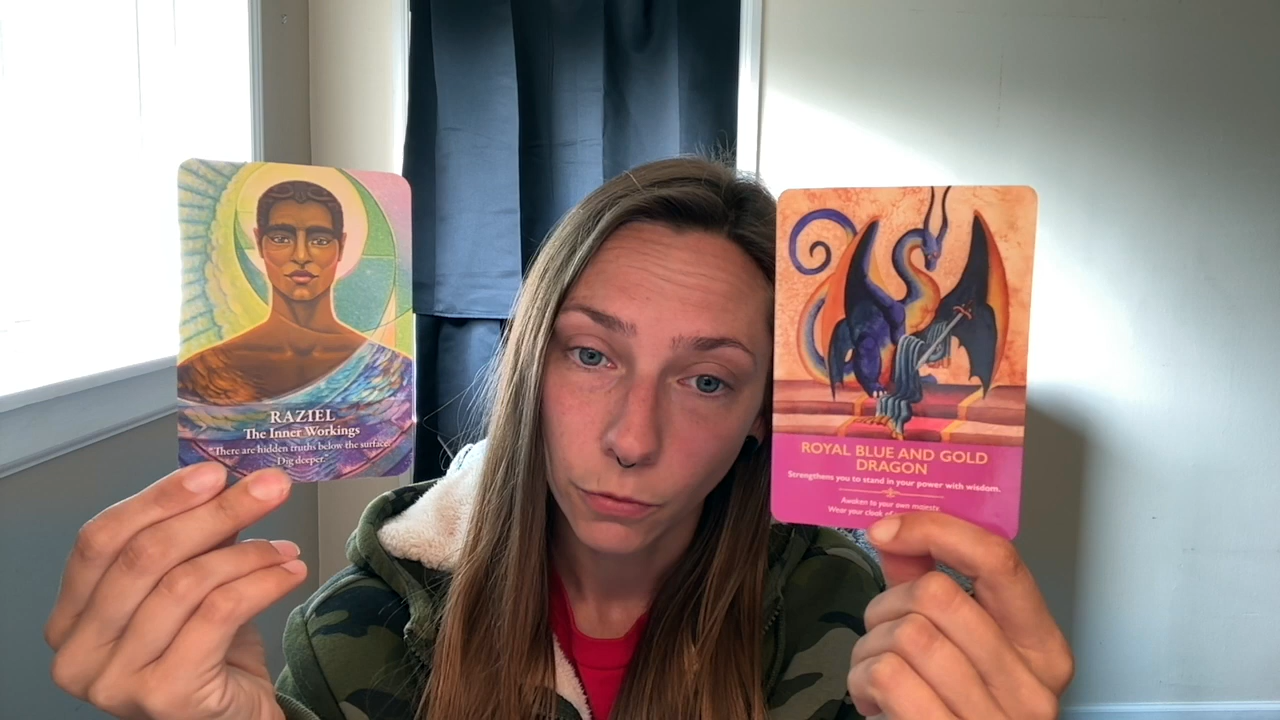 RAZIEL
The Inner Workings
"There are hidden truths below the surface.
Dig deeper."
ROYAL BLUE AND GOLD
DRAGON
Strengthens you to stand in your power with wisdom.
Awaken to your own majesty.
Wear your cloak of